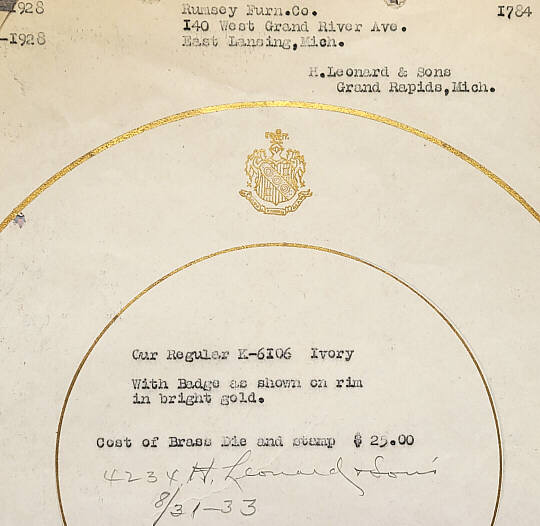 1928 Rumsey Furn.Co. 1784
140 West Grand River Ave.
-1928 East Lansing,Mich.
H.Leonard & Sons
Grand Rapids,Mich.
Our Regular K-6106 Ivory
With Badge as shown on rim
in bright gold.
Cost of Brass Die and stamp $ 25.00
4234 H. Leonard & Sons
8/31-33